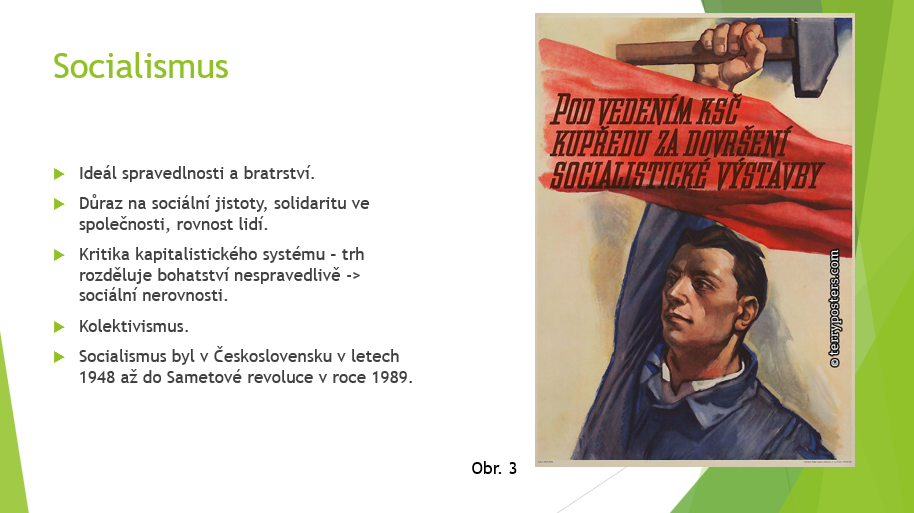 Socialismus
Ideál spravedlnosti a bratrství.
Důraz na sociální jistoty, solidaritu ve
společnosti, rovnost lidí.
Kritika kapitalistického systému – trh
rozděluje bohatství nespravedlivě ->
sociální nerovnosti.
Kolektivismus.
Socialismus byl v Československu v letech
1948 až do Sametové revoluce v roce 1989.
Obr. 3
POD VEDENÍM KSČ
KUPŘEDU ZA DOVRŠENÍ
SOCIALISTICKÉ VÝSTAVBY
© terryposters.com